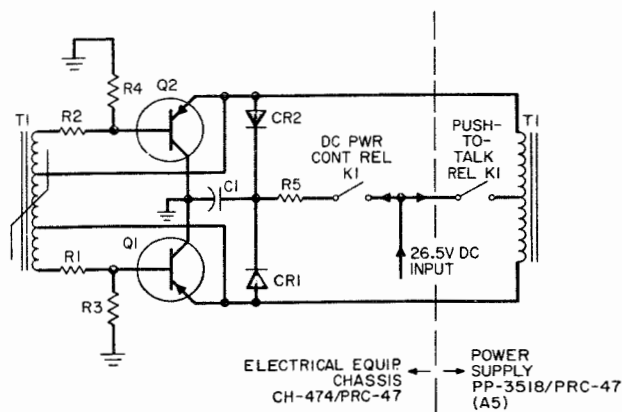 R4
Q2
T1
R2
CR2
DC PWR
CONT REL
K1
PUSH-
TO-
TALK
REL K1
T1
C1
R5
Q1
R1
CR1
26.5V DC
INPUT
R3
ELECTRICAL EQUIP.
CHASSIS
CH-474/PRC-47
POWER
SUPPLY
PP-3518/PRC-47
(A5)